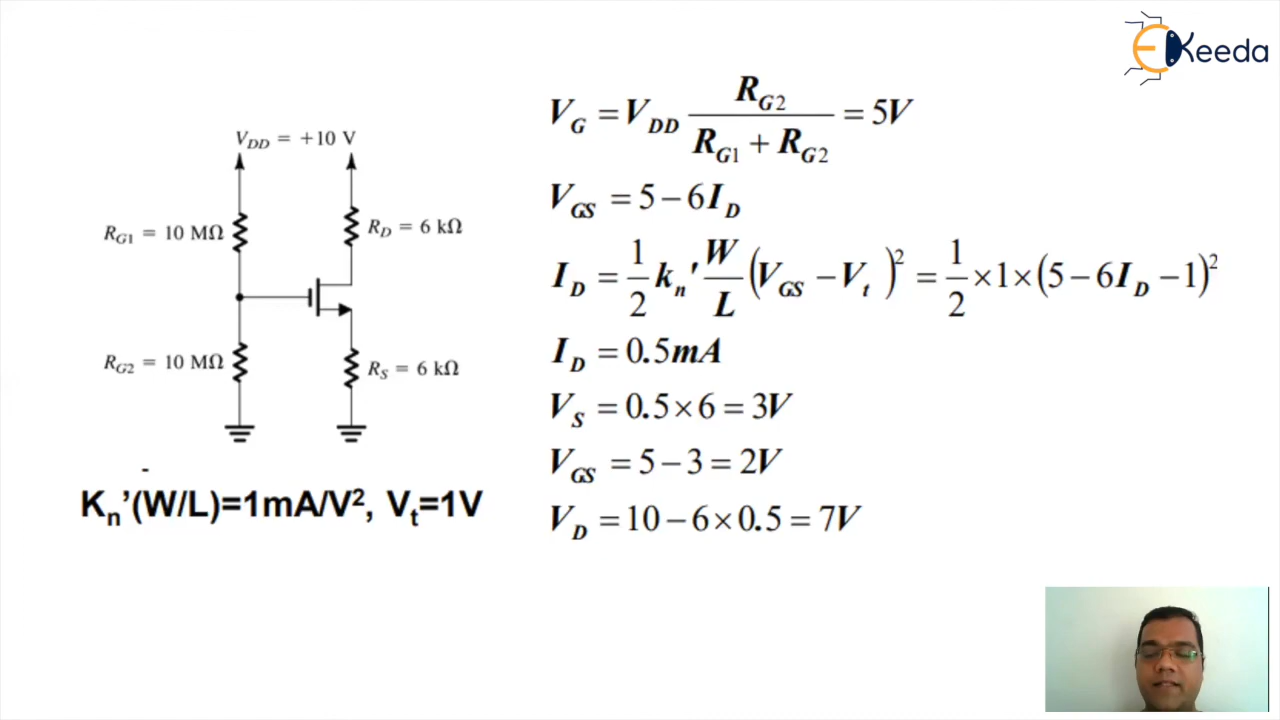 EKeeda
V_DD = +10 V
R_G1 = 10 MΩ
R_D = 6 kΩ
R_G2 = 10 MΩ
R_S = 6 kΩ
K_n’(W/L)=1mA/V², V_t=1V
V_G = V_DD R_G2 / (R_G1 + R_G2) = 5V
V_GS = 5 − 6I_D
I_D = 1/2 k_n' W/L (V_GS − V_t)² = 1/2 × 1 × (5 − 6I_D − 1)²
I_D = 0.5mA
V_S = 0.5 × 6 = 3V
V_GS = 5 − 3 = 2V
V_D = 10 − 6 × 0.5 = 7V